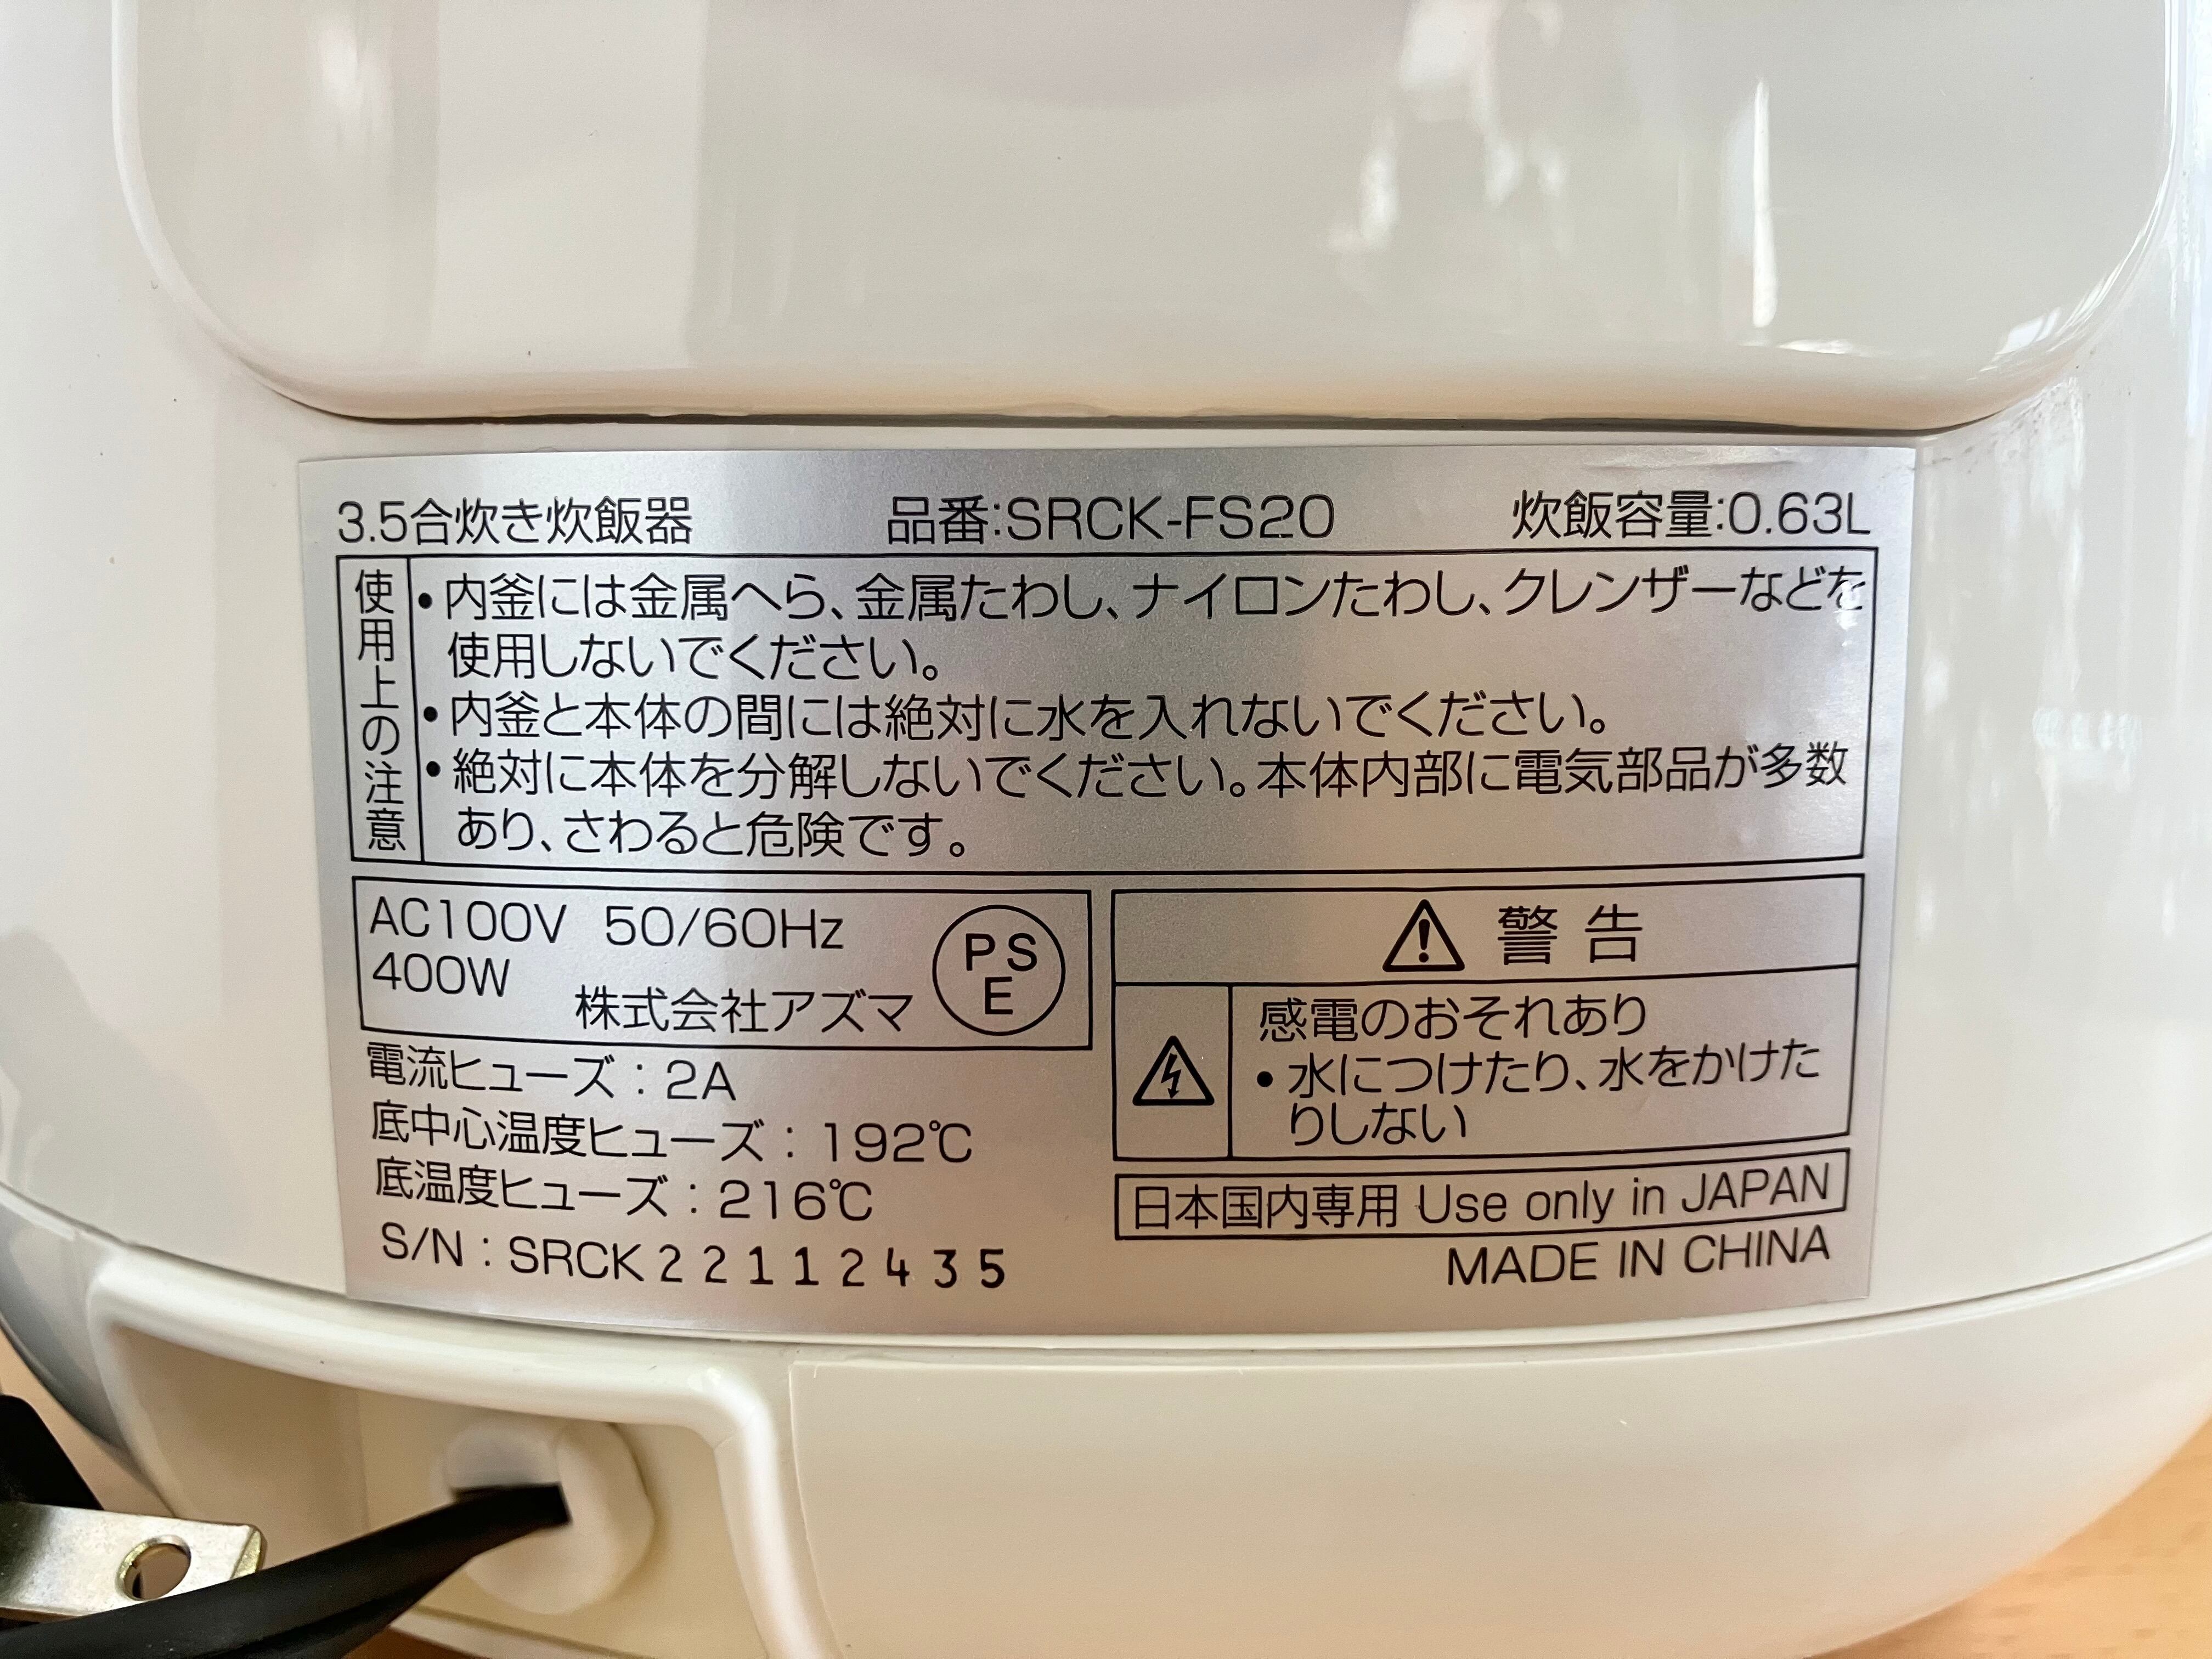 3.5合炊き炊飯器 品番:SRCK-FS20 炊飯容量:0.63L
使用上の注意
•内釜には金属へら、金属たわし、ナイロンたわし、クレンザーなどを
使用しないでください。
•内釜と本体の間には絶対に水を入れないでください。
•絶対に本体を分解しないでください。本体内部に電気部品が多数
あり、さわると危険です。
AC100V 50/60Hz
400W
株式会社アズマ
PS
E
電流ヒューズ:2A
底中心温度ヒューズ:192℃
底温度ヒューズ:216℃
S/N:SRCK22112435
警告
感電のおそれあり
•水につけたり、水をかけた
りしない
日本国内専用 Use only in JAPAN
MADE IN CHINA